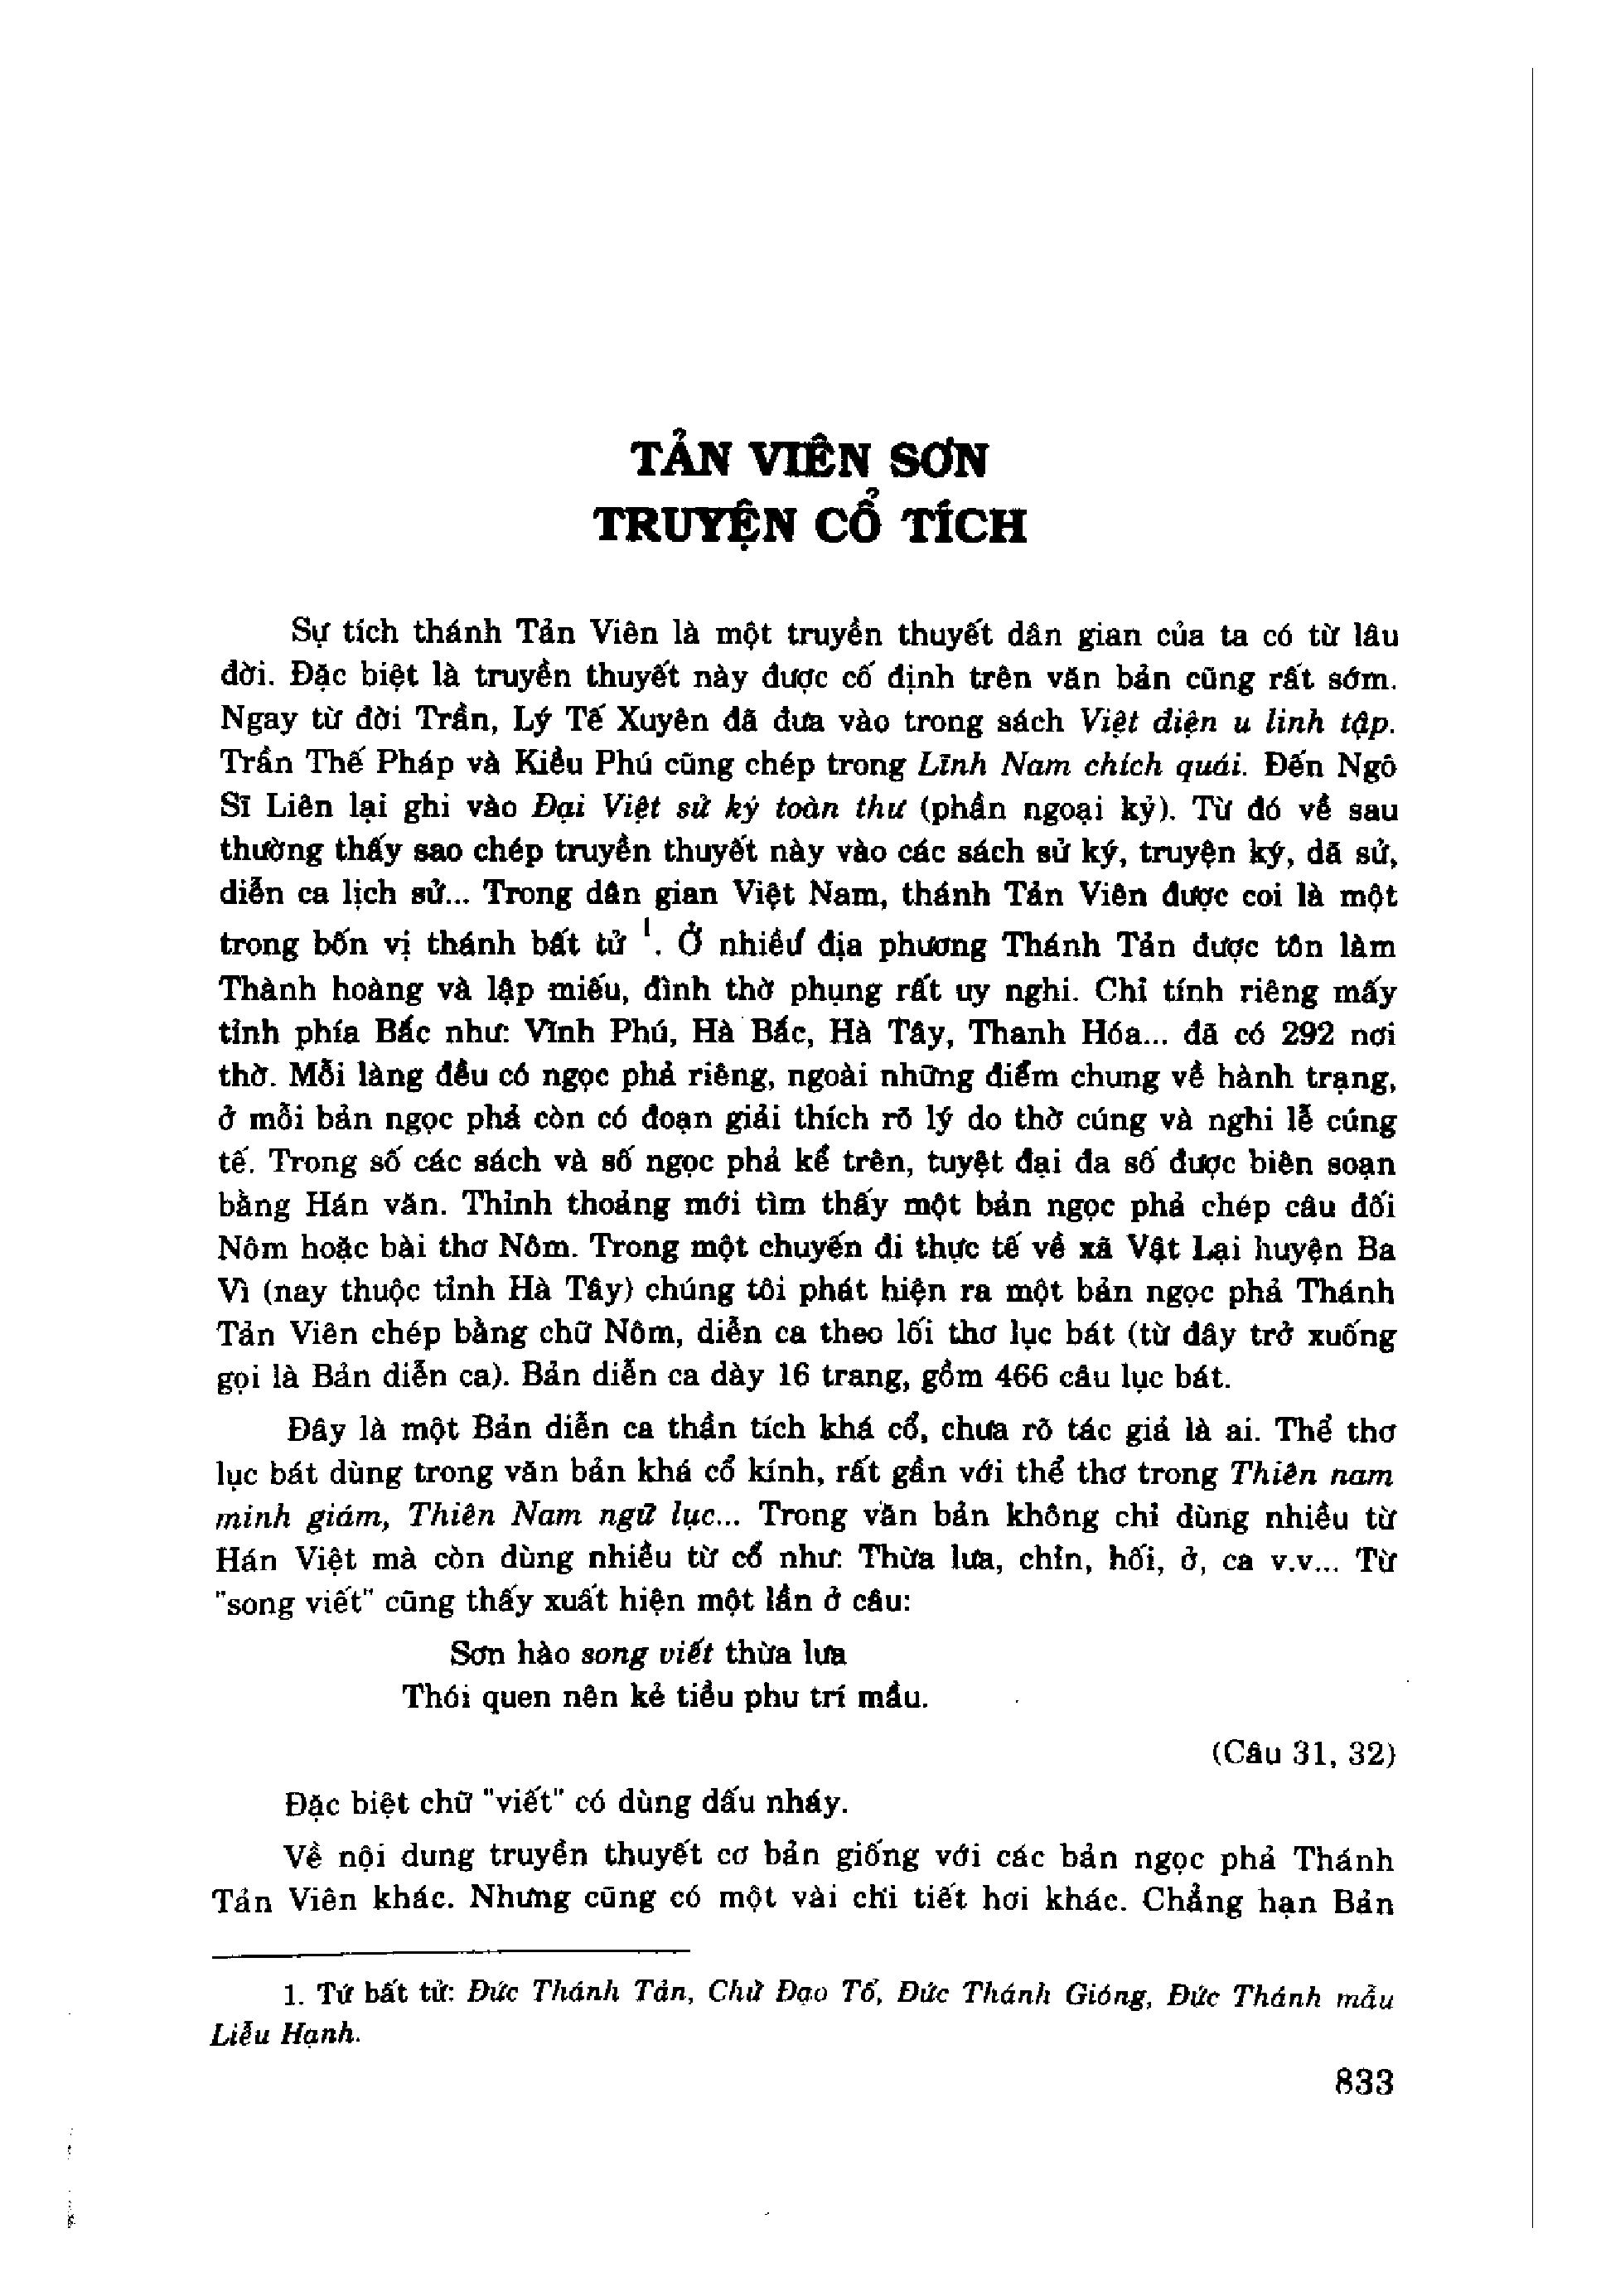 TẢN VIÊN SƠN
TRUYỆN CỔ TÍCH
Sự tích thánh Tản Viên là một truyền thuyết dân gian của ta có từ lâu
đời. Đặc biệt là truyền thuyết này được cố định trên văn bản cũng rất sớm.
Ngay từ đời Trần, Lý Tế Xuyên đã đưa vào trong sách Việt điện u linh tập.
Trần Thế Pháp và Kiều Phú cũng chép trong Lĩnh Nam chích quái. Đến Ngô
Sĩ Liên lại ghi vào Đại Việt sử ký toàn thư (phần ngoại kỷ). Từ đó về sau
thường thấy sao chép truyền thuyết này vào các sách sử ký, truyện ký, dã sử,
diễn ca lịch sử... Trong dân gian Việt Nam, thánh Tản Viên được coi là một
trong bốn vị thánh bất tử 1. Ở nhiều địa phương Thánh Tản được tôn làm
Thành hoàng và lập miếu, đình thờ phụng rất uy nghi. Chỉ tính riêng mấy
tỉnh phía Bắc như: Vĩnh Phú, Hà Bắc, Hà Tây, Thanh Hóa... đã có 292 nơi
thờ. Mỗi làng đều có ngọc phả riêng, ngoài những điểm chung về hành trạng,
ở mỗi bản ngọc phả còn có đoạn giải thích rõ lý do thờ cúng và nghi lễ cúng
tế. Trong số các sách và số ngọc phả kể trên, tuyệt đại đa số được biên soạn
bằng Hán văn. Thỉnh thoảng mới tìm thấy một bản ngọc phả chép câu đối
Nôm hoặc bài thơ Nôm. Trong một chuyến đi thực tế về xã Vật Lại huyện Ba
Vì (nay thuộc tỉnh Hà Tây) chúng tôi phát hiện ra một bản ngọc phả Thánh
Tản Viên chép bằng chữ Nôm, diễn ca theo lối thơ lục bát (từ đây trở xuống
gọi là Bản diễn ca). Bản diễn ca dày 16 trang, gồm 466 câu lục bát.
Đây là một Bản diễn ca thần tích khá cổ, chưa rõ tác giả là ai. Thể thơ
lục bát dùng trong văn bản khá cổ kính, rất gần với thể thơ trong Thiên nam
minh giám, Thiên Nam ngữ lục... Trong văn bản không chỉ dùng nhiều từ
Hán Việt mà còn dùng nhiều từ cổ như: Thừa lưa, chỉn, hối, ở, ca v.v... Từ
"song viết" cũng thấy xuất hiện một lần ở câu:
Sơn hào song viết thừa lưa
Thói quen nên kẻ tiều phu trí mầu.
(Câu 31, 32)
Đặc biệt chữ "viết" có dùng dấu nháy.
Về nội dung truyền thuyết cơ bản giống với các bản ngọc phả Thánh
Tản Viên khác. Nhưng cũng có một vài chi tiết hơi khác. Chẳng hạn Bản
1. Tứ bất tử: Đức Thánh Tản, Chử Đạo Tổ, Đức Thánh Gióng, Đức Thánh mẫu
Liễu Hạnh.
833